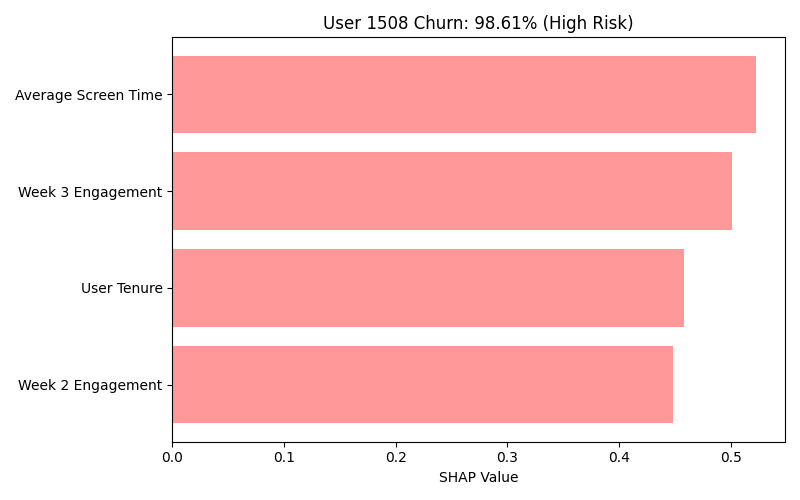 User 1508 Churn: 98.61% (High Risk)
Average Screen Time
Week 3 Engagement
User Tenure
Week 2 Engagement
0.0 0.1 0.2 0.3 0.4 0.5
SHAP Value